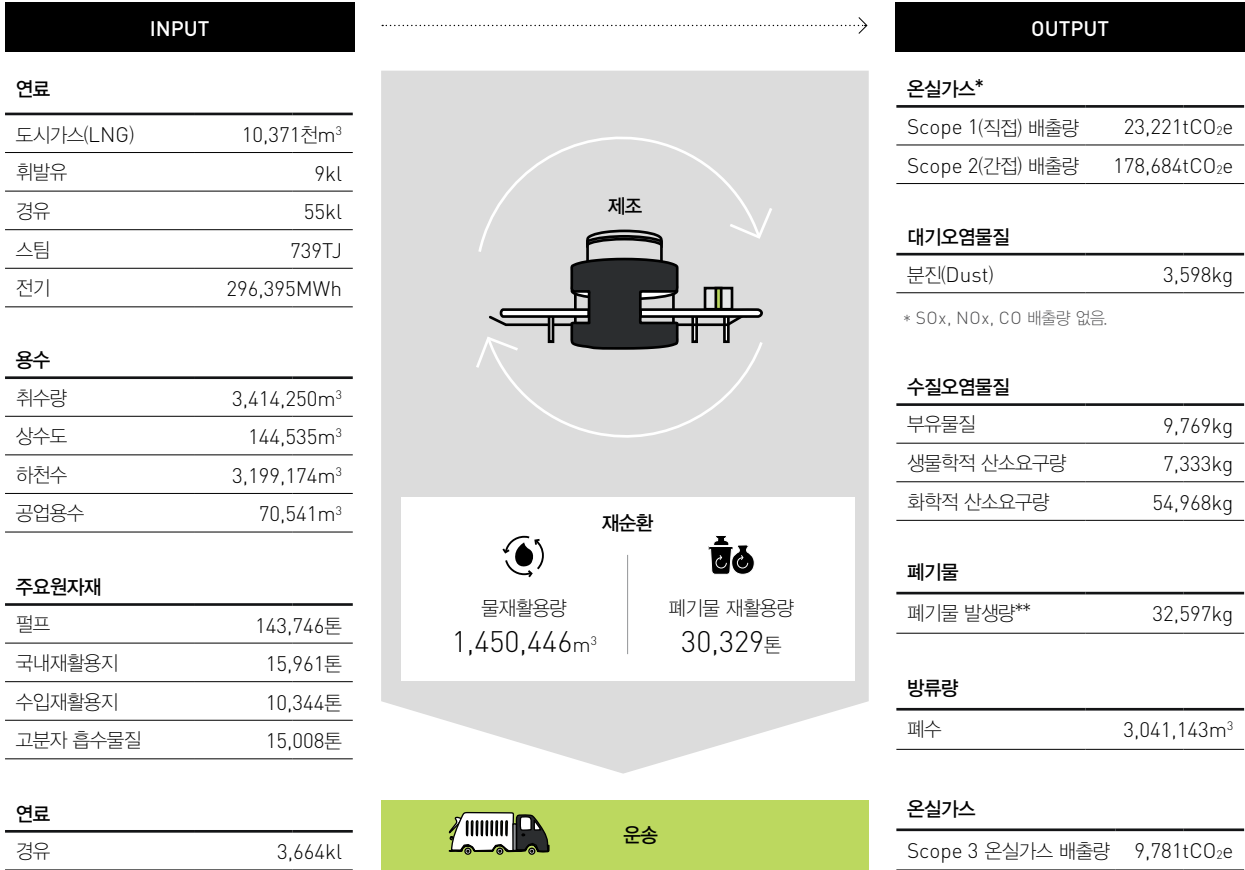 INPUT
연료
도시가스(LNG) 10,371천m³
휘발유 9kl
경유 55kl
스팀 739TJ
전기 296,395MWh
용수
취수량 3,414,250m³
상수도 144,535m³
하천수 3,199,174m³
공업용수 70,541m³
주요원자재
펄프 143,746톤
국내재활용지 15,961톤
수입재활용지 10,344톤
고분자 흡수물질 15,008톤
연료
경유 3,664kl
제조
재순환
물재활용량
1,450,446m³
폐기물 재활용량
30,329톤
운송
OUTPUT
온실가스*
Scope 1(직접) 배출량 23,221tCO₂e
Scope 2(간접) 배출량 178,684tCO₂e
대기오염물질
분진(Dust) 3,598kg
* SOx, NOx, CO 배출량 없음.
수질오염물질
부유물질 9,769kg
생물학적 산소요구량 7,333kg
화학적 산소요구량 54,968kg
폐기물
폐기물 발생량** 32,597kg
방류량
폐수 3,041,143m³
온실가스
Scope 3 온실가스 배출량 9,781tCO₂e